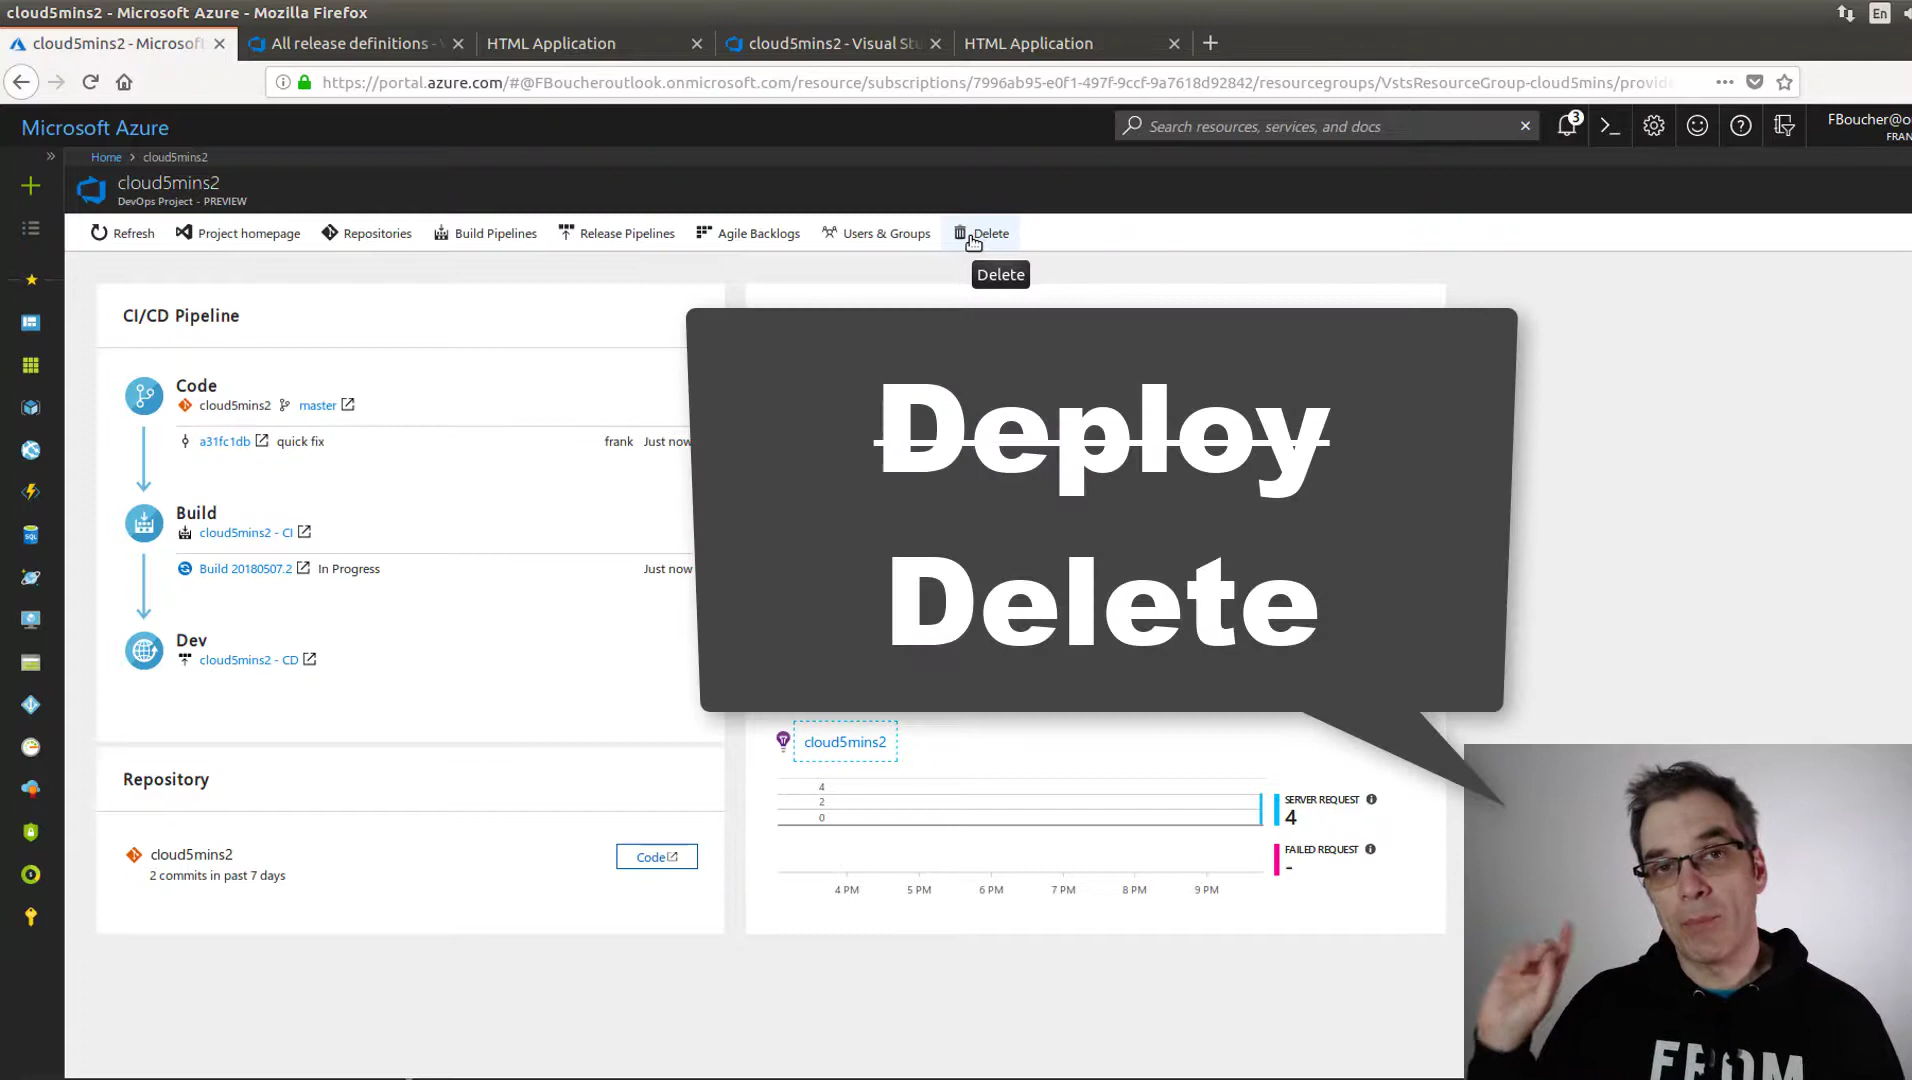 cloud5mins2 - Microsoft Azure - Mozilla Firefox
En
cloud5mins2 - Microsoft
All release definitions -
HTML Application
cloud5mins2 - Visual Stu
HTML Application
https://portal.azure.com/#@FBoucheroutlook.onmicrosoft.com/resource/subscriptions/7996ab95-e0f1-497f-9ccf-9a7618d92842/resourcegroups/VstsResourceGroup-cloud5mins/provide
Microsoft Azure
Search resources, services, and docs
3
FBoucher@o
FRAN
Home > cloud5mins2
cloud5mins2
DevOps Project - PREVIEW
Refresh
Project homepage
Repositories
Build Pipelines
Release Pipelines
Agile Backlogs
Users & Groups
Delete
Delete
CI/CD Pipeline
Code
cloud5mins2 master
a31fc1db quick fix frank Just now
Build
cloud5mins2 - CI
Build 20180507.2 In Progress Just now
Dev
cloud5mins2 - CD
Deploy
Delete
Repository
cloud5mins2
2 commits in past 7 days
Code
cloud5mins2
4
2
0
SERVER REQUEST
4
FAILED REQUEST
-
4 PM 5 PM 6 PM 7 PM 8 PM 9 PM
SQL
FROM